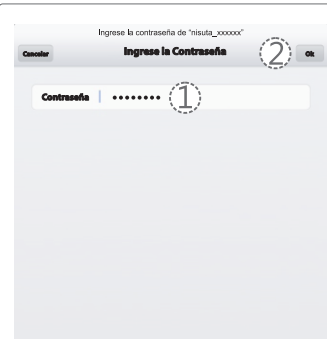 Ingrese la contraseña de "nisuta_xxxxxx"
Cancelar Ingrese la Contraseña 2 Ok
Contraseña •••••••• 1